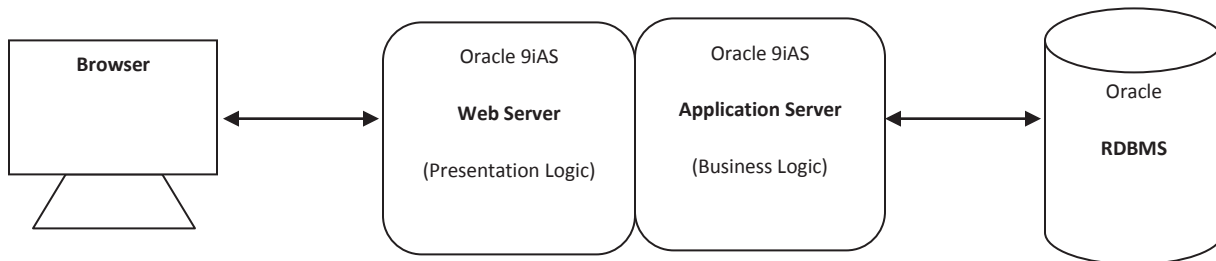 Browser
Oracle 9iAS
Web Server
(Presentation Logic)
Oracle 9iAS
Application Server
(Business Logic)
Oracle
RDBMS